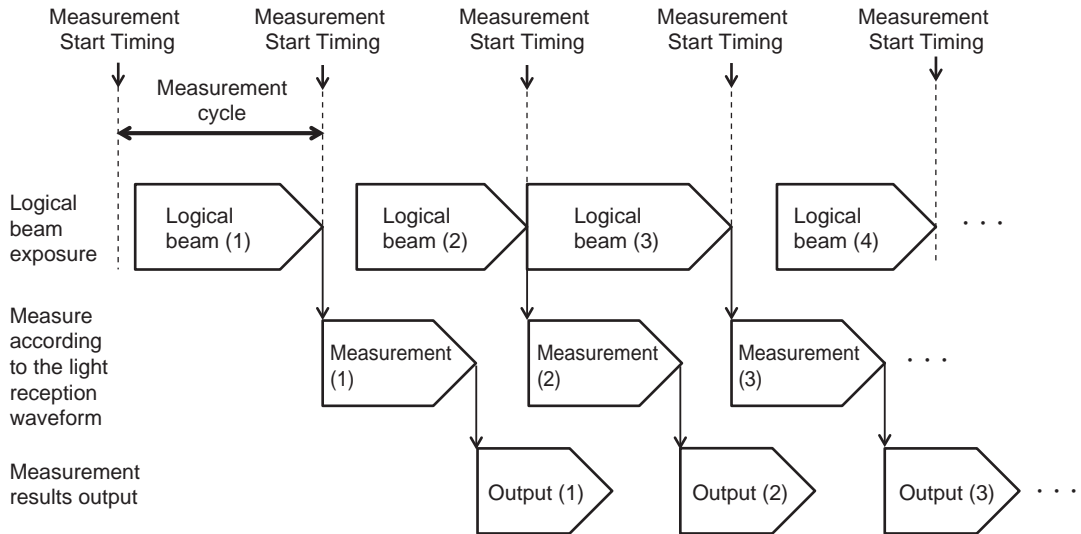 Measurement
Start Timing
Measurement
Start Timing
Measurement
Start Timing
Measurement
Start Timing
Measurement
Start Timing
Measurement
cycle
Logical
beam
exposure
Logical
beam (1)
Logical
beam (2)
Logical
beam (3)
Logical
beam (4)
. . .
Measure
according
to the light
reception
waveform
Measurement
(1)
Measurement
(2)
Measurement
(3)
. . .
Measurement
results output
Output (1)
Output (2)
Output (3)
. . .